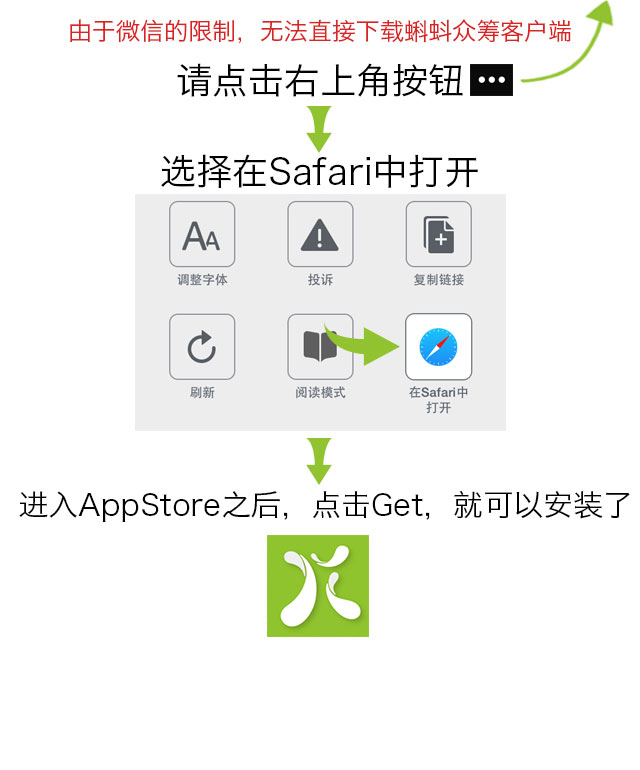 由于微信的限制，无法直接下载蝌蚪众筹客户端
请点击右上角按钮
选择在Safari中打开
调整字体 投诉 复制链接
刷新 阅读模式 在Safari中
打开
进入AppStore之后，点击Get，就可以安装了